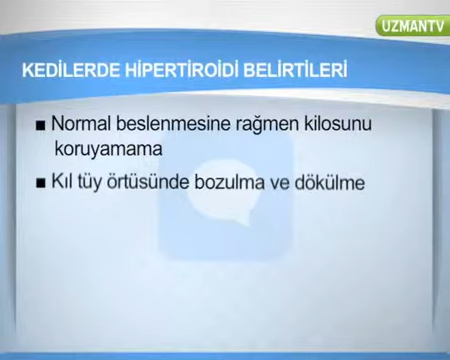 UZMANTV
KEDİLERDE HİPERTİROİDİ BELİRTİLERİ
■ Normal beslenmesine rağmen kilosunu
koruyamama
■ Kıl tüy örtüsünde bozulma ve dökülme